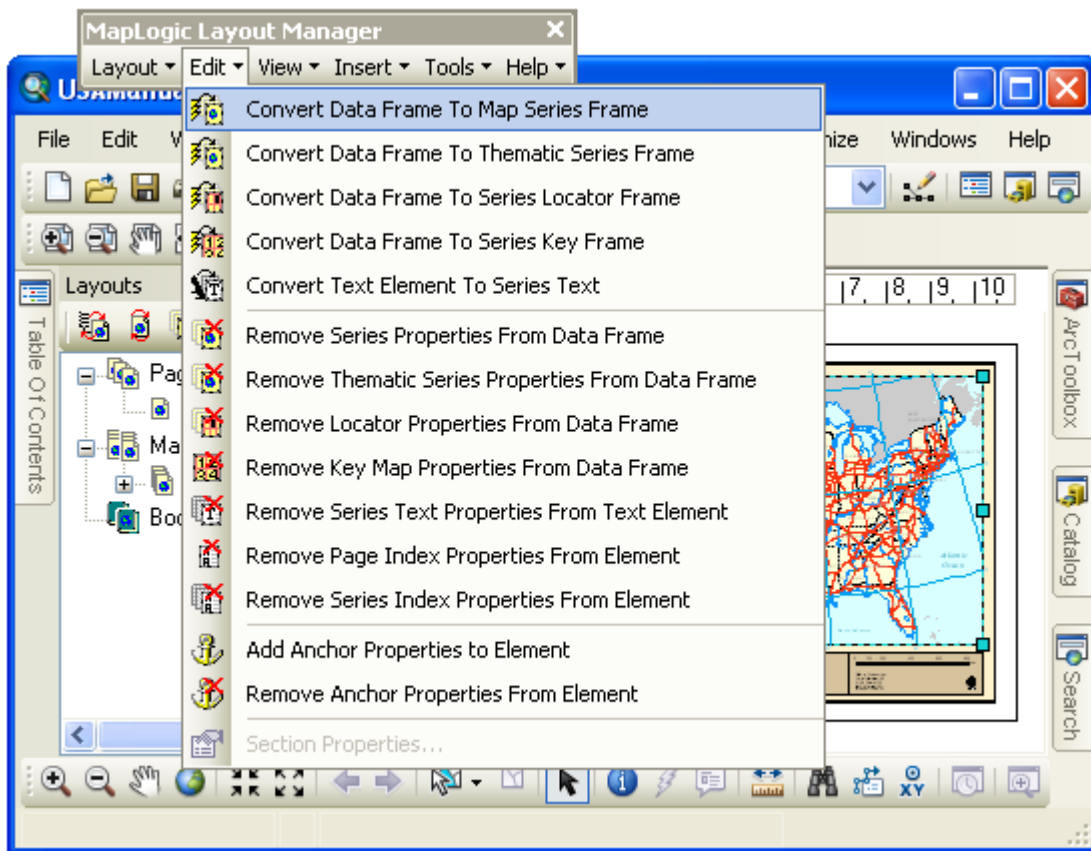 MapLogic Layout Manager
Layout Edit View Insert Tools Help
File Edit Windows Help
Convert Data Frame To Map Series Frame
Convert Data Frame To Thematic Series Frame
Convert Data Frame To Series Locator Frame
Convert Data Frame To Series Key Frame
Convert Text Element To Series Text
Remove Series Properties From Data Frame
Remove Thematic Series Properties From Data Frame
Remove Locator Properties From Data Frame
Remove Key Map Properties From Data Frame
Remove Series Text Properties From Text Element
Remove Page Index Properties From Element
Remove Series Index Properties From Element
Add Anchor Properties to Element
Remove Anchor Properties From Element
Section Properties...
Table Of Contents
Layouts
7 8 9 10
ArcToolbox
Catalog
Search
XY